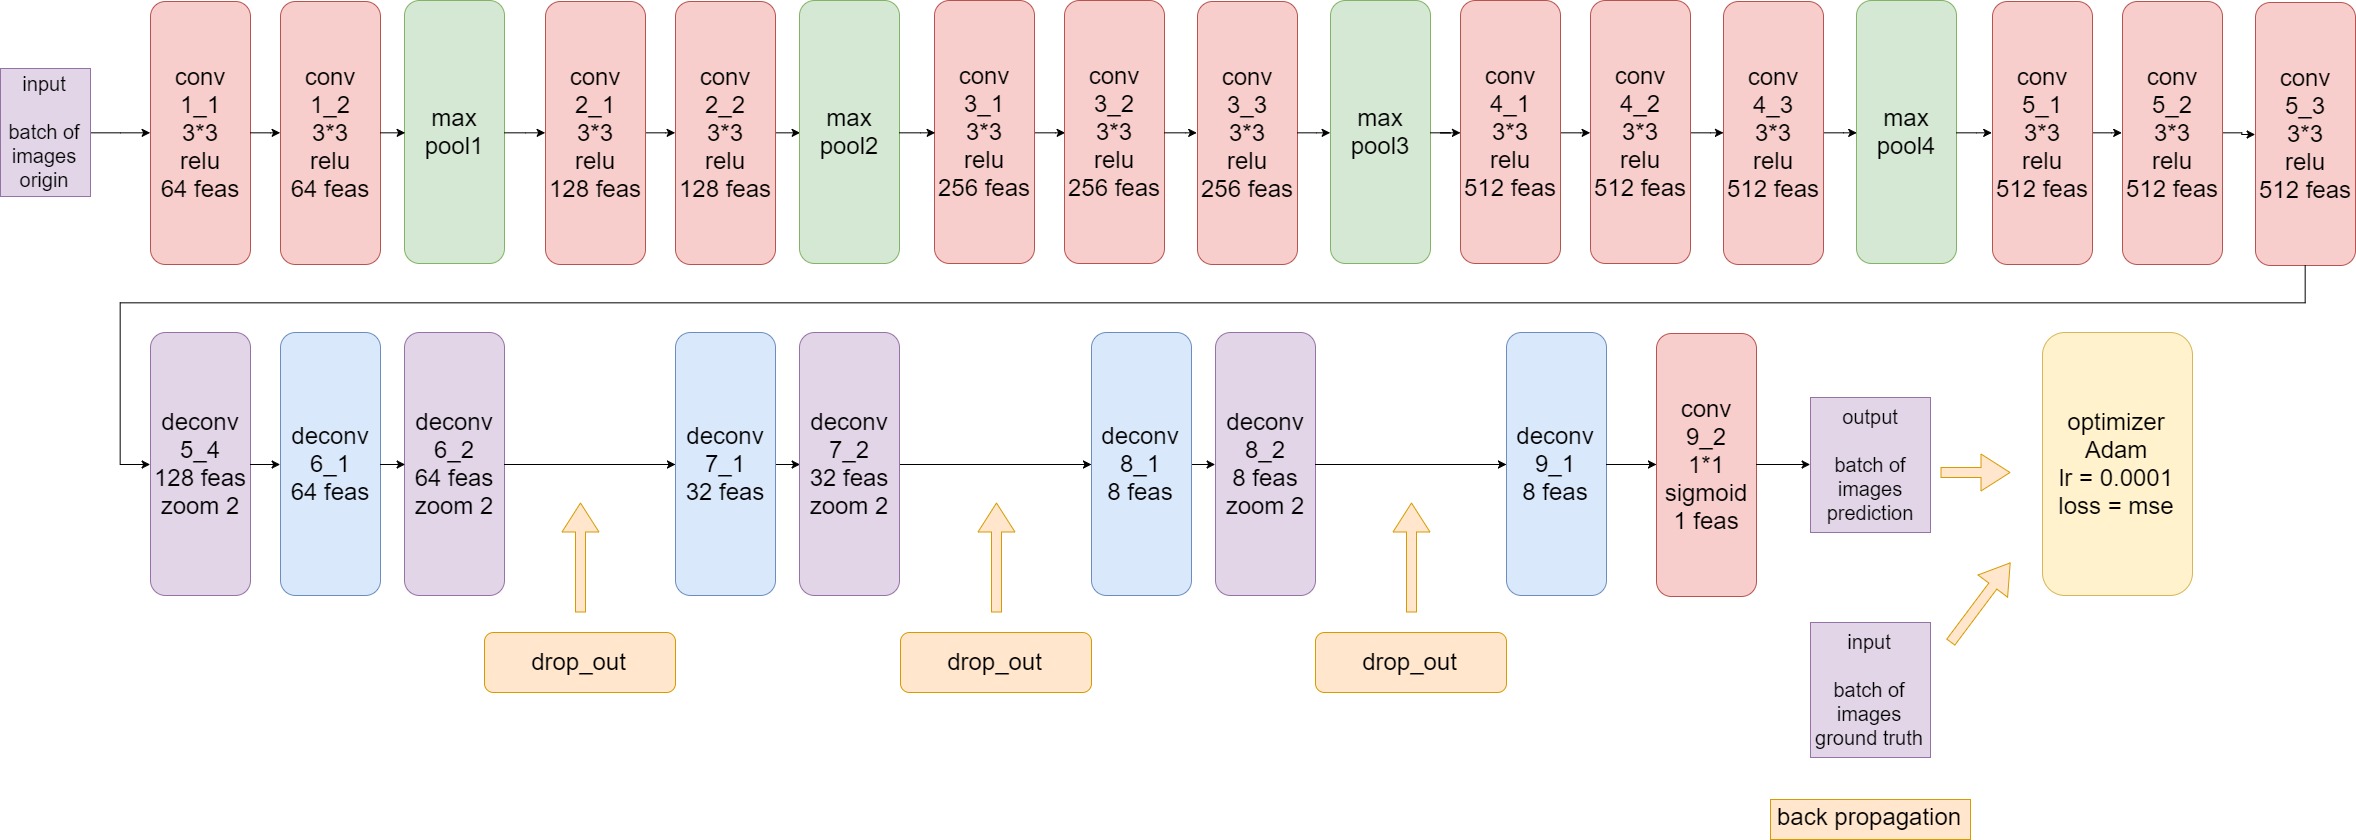 input
batch of
images
origin
conv
1_1
3*3
relu
64 feas
conv
1_2
3*3
relu
64 feas
max
pool1
conv
2_1
3*3
relu
128 feas
conv
2_2
3*3
relu
128 feas
max
pool2
conv
3_1
3*3
relu
256 feas
conv
3_2
3*3
relu
256 feas
conv
3_3
3*3
relu
256 feas
max
pool3
conv
4_1
3*3
relu
512 feas
conv
4_2
3*3
relu
512 feas
conv
4_3
3*3
relu
512 feas
max
pool4
conv
5_1
3*3
relu
512 feas
conv
5_2
3*3
relu
512 feas
conv
5_3
3*3
relu
512 feas
deconv
5_4
128 feas
zoom 2
deconv
6_1
64 feas
deconv
6_2
64 feas
zoom 2
drop_out
deconv
7_1
32 feas
deconv
7_2
32 feas
zoom 2
drop_out
deconv
8_1
8 feas
deconv
8_2
8 feas
zoom 2
drop_out
deconv
9_1
8 feas
conv
9_2
1*1
sigmoid
1 feas
output
batch of
images
prediction
optimizer
Adam
lr = 0.0001
loss = mse
input
batch of
images
ground truth
back propagation